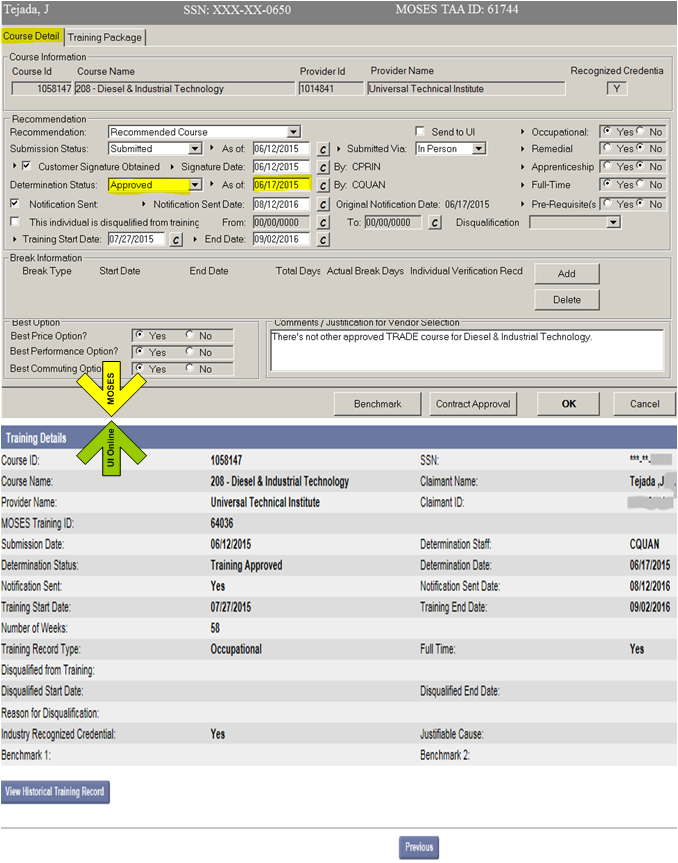 Tejada, J SSN: XXX-XX-0650 MOSES TAA ID: 61744
Course Detail Training Package
Course Information
Course Id Course Name Provider Id Provider Name Recognized Credentia
1058147 208 - Diesel & Industrial Technology 1014841 Universal Technical Institute Y
Recommendation
Recommendation: Recommended Course Send to UI Occupational: Yes No
Submission Status: Submitted As of: 06/12/2015 C Submitted Via: In Person Remedial Yes No
Customer Signature Obtained Signature Date: 06/12/2015 C By: CPRIN Apprenticeship Yes No
Determination Status: Approved As of: 06/17/2015 C By: CQUAN Full-Time Yes No
Notification Sent: Notification Sent Date: 08/12/2016 C Original Notification Date: 06/17/2015 Pre-Requisite(s Yes No
This individual is disqualified from training From: 00/00/0000 C To: 00/00/0000 C Disqualification
Training Start Date: 07/27/2015 C End Date: 09/02/2016 C
Break Information
Break Type Start Date End Date Total Days Actual Break Days Individual Verification Recd Add
Delete
Best Option Comments / Justification for Vendor Selection
Best Price Option? Yes No There's not other approved TRADE course for Diesel & Industrial Technology.
Best Performance Option? Yes No
Best Commuting Option Yes No
MOSES
Benchmark Contract Approval OK Cancel
UI Online
Training Details
Course ID: 1058147 SSN: ***-**-
Course Name: 208 - Diesel & Industrial Technology Claimant Name: Tejada ,J
Provider Name: Universal Technical Institute Claimant ID:
MOSES Training ID: 64036
Submission Date: 06/12/2015 Determination Staff: CQUAN
Determination Status: Training Approved Determination Date: 06/17/2015
Notification Sent: Yes Notification Sent Date: 08/12/2016
Training Start Date: 07/27/2015 Training End Date: 09/02/2016
Number of Weeks: 58
Training Record Type: Occupational Full Time: Yes
Disqualified from Training:
Disqualified Start Date: Disqualified End Date:
Reason for Disqualification:
Industry Recognized Credential: Yes Justifiable Cause:
Benchmark 1: Benchmark 2:
View Historical Training Record
Previous